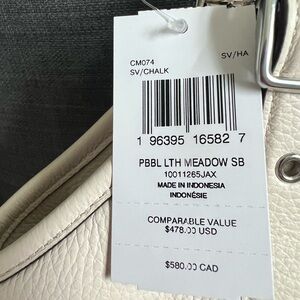 CM074 SV/HA
SV/CHALK
1 96395 16582 7
PBBL LTH MEADOW SB
10011265JAX
MADE IN INDONESIA
INDONÉSIE
COMPARABLE VALUE
$478.00 USD
$580.00 CAD